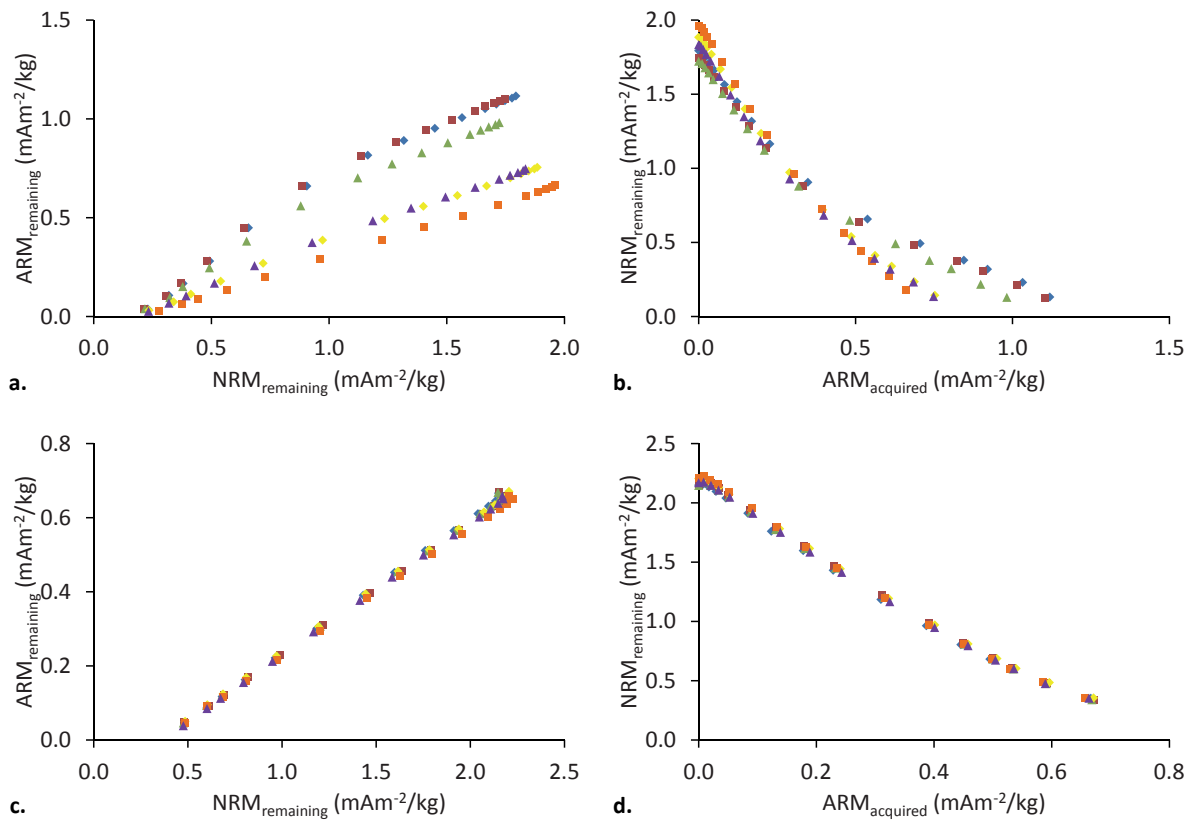 1.5
1.0
0.5
0.0
ARMremaining (mAm-2/kg)
0.0 0.5 1.0 1.5 2.0
NRMremaining (mAm-2/kg)
a.
2.0
1.5
1.0
0.5
0.0
NRMremaining (mAm-2/kg)
0.0 0.5 1.0 1.5
ARMacquired (mAm-2/kg)
b.
0.8
0.6
0.4
0.2
0.0
ARMremaining (mAm-2/kg)
0.0 0.5 1.0 1.5 2.0 2.5
NRMremaining (mAm-2/kg)
c.
2.5
2.0
1.5
1.0
0.5
0.0
NRMremaining (mAm-2/kg)
0.0 0.2 0.4 0.6 0.8
ARMacquired (mAm-2/kg)
d.